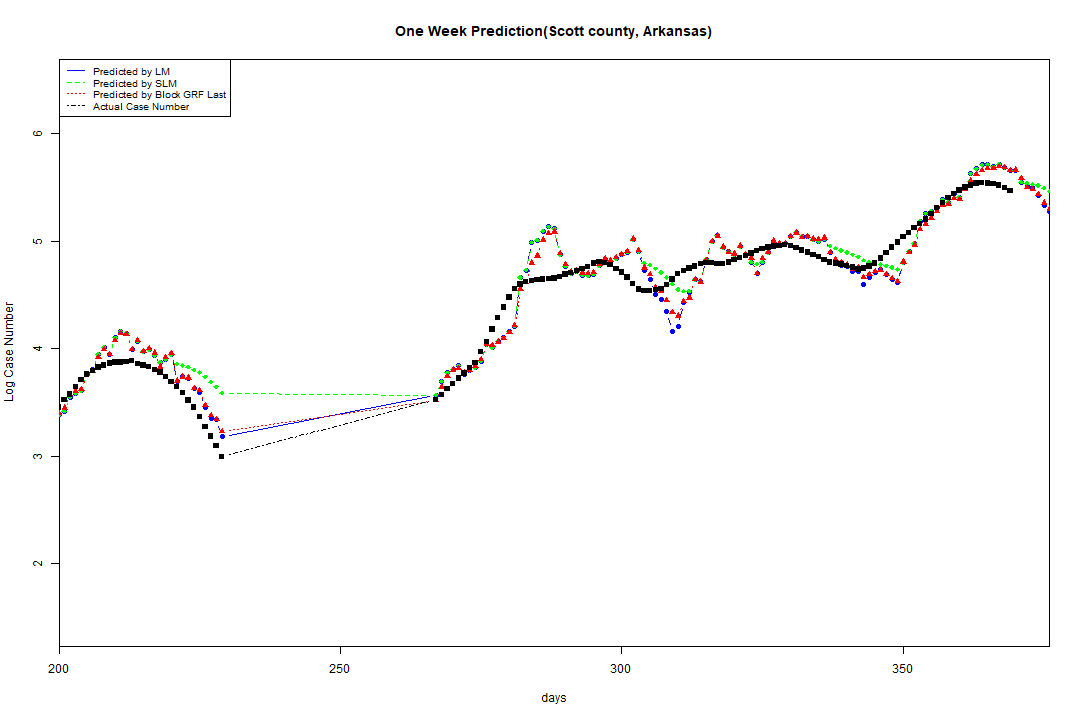 One Week Prediction(Scott county, Arkansas)
Predicted by LM
Predicted by SLM
Predicted by Block GRF Last
Actual Case Number
Log Case Number
6
5
4
3
2
200 250 300 350
days